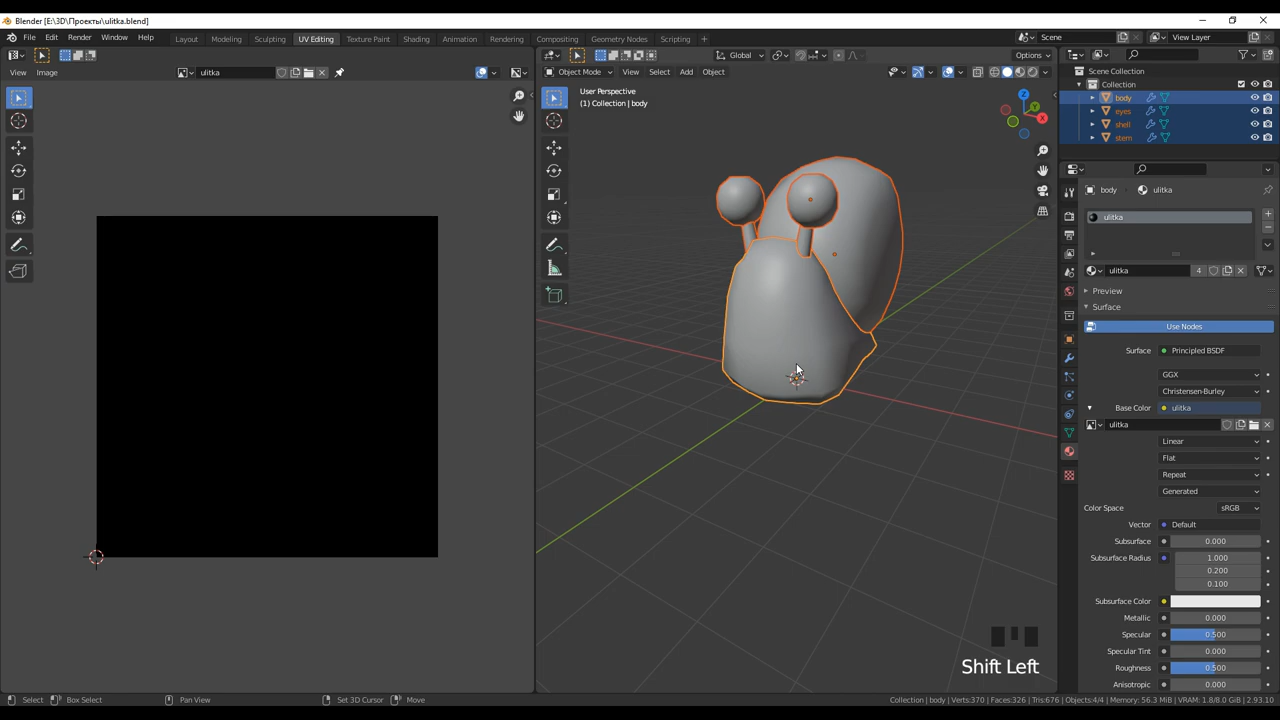 Blender [E:\3D\Проекты\ulitka.blend]
File Edit Render Window Help Layout Modeling Sculpting UV Editing Texture Paint Shading Animation Rendering Compositing Geometry Nodes Scripting + Scene View Layer
Global Options
View Image ulitka Object Mode View Select Add Object
Scene Collection
Collection
body
eyes
shell
stem
User Perspective
(1) Collection | body
Z
Y
X
body ulitka
ulitka
ulitka 4
Preview
Surface
Use Nodes
Surface Principled BSDF
GGX
Christensen-Burley
Base Color ulitka
ulitka
Linear
Flat
Repeat
Generated
Color Space sRGB
Vector Default
Subsurface 0.000
Subsurface Radius 1.000
0.200
0.100
Subsurface Color
Metallic 0.000
Specular 0.500
Specular Tint 0.000
Roughness 0.500
Anisotropic 0.000
Shift Left
Select Box Select Pan View Set 3D Cursor Move Collection | body | Verts:370 | Faces:326 | Tris:676 | Objects:4/4 | Memory: 56.3 MiB | VRAM: 1.8/8.0 GiB | 2.93.10